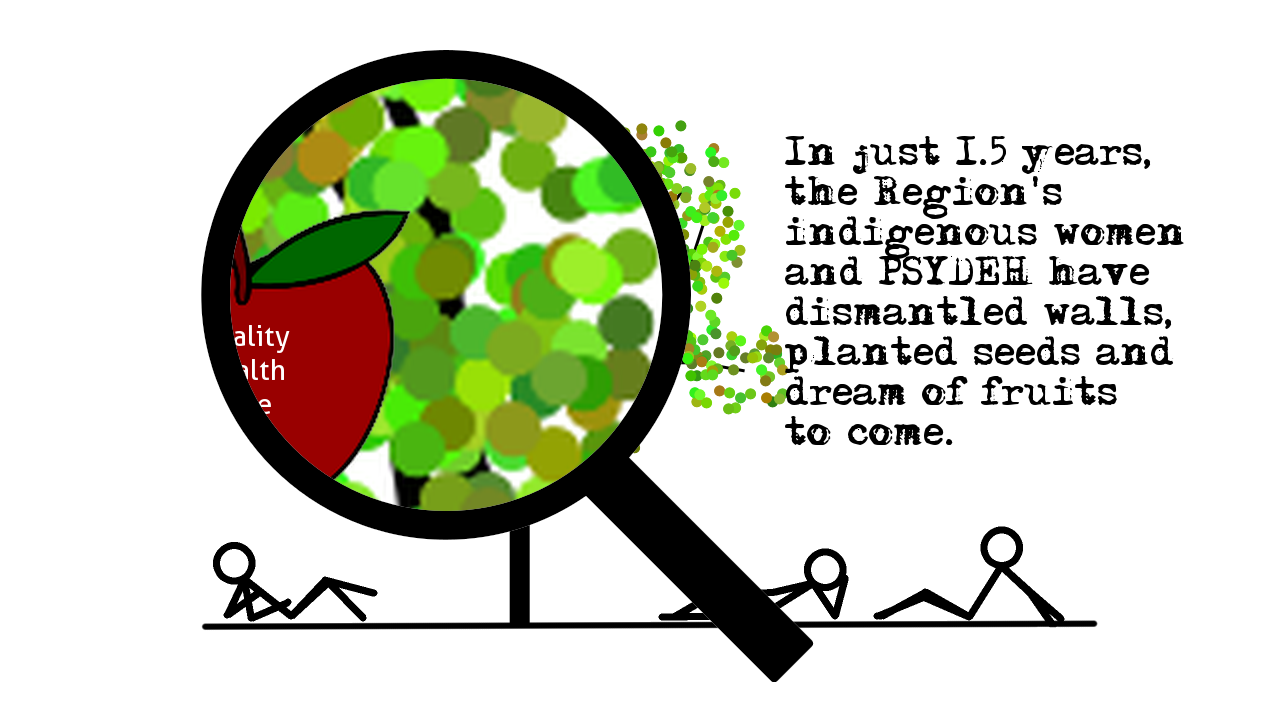 In just 1.5 years,
the Region's
indigenous women
and PSYDEH have
dismantled walls,
planted seeds and
dream of fruits
to come.
ality
alth
e